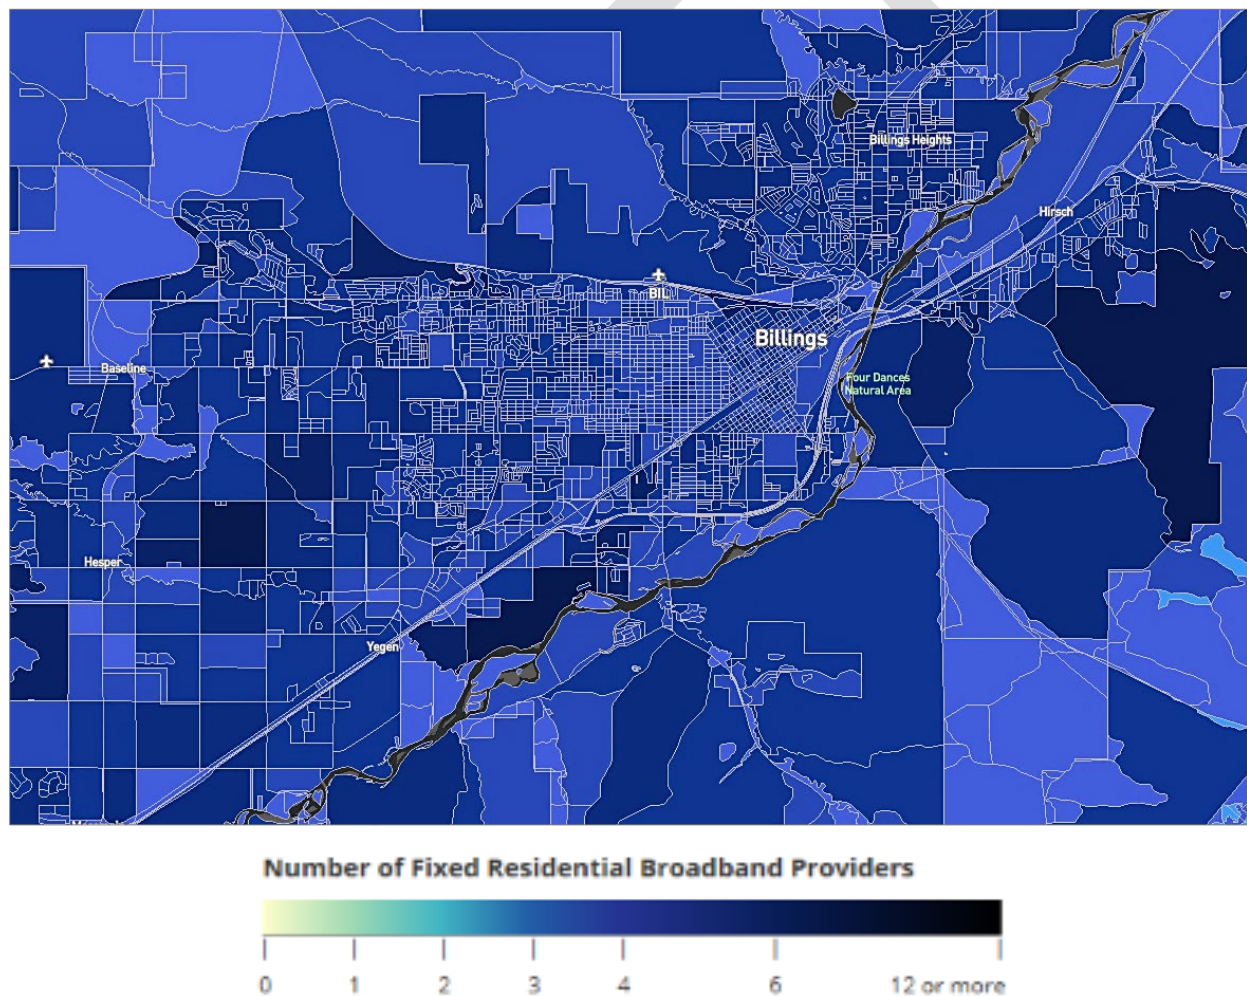 Billings Heights
Hirsch
BIL
Billings
Baseline
Four Dances
Natural Area
Hesper
Yegen
Number of Fixed Residential Broadband Providers
0 1 2 3 4 6 12 or more